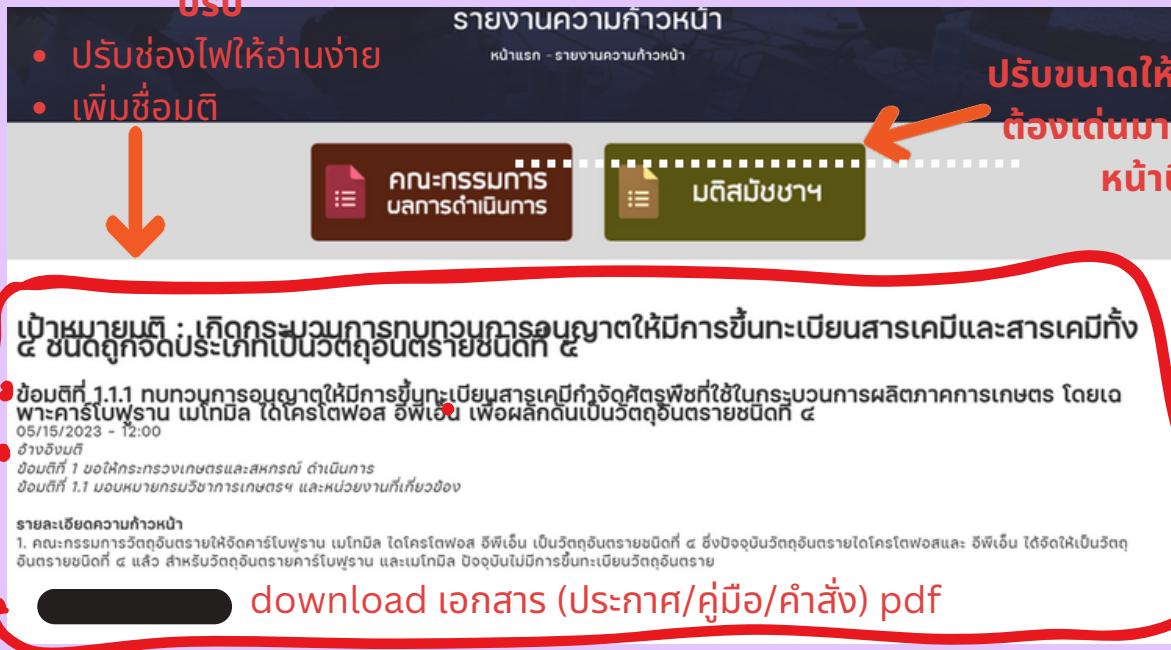 ปรับ
• ปรับช่องไฟให้อ่านง่าย
• เพิ่มชื่อมติ
รายงานความก้าวหน้า
หน้าแรก - รายงานความก้าวหน้า
ปรับขนาดให้
ต้องเด่นมา
หน้านี
คณะกรรมการ
บลการดำเนินการ
มติสมัชชาฯ
เป้าหมายมติ : เกิดกระบวนการทบทวนการอนุญาตให้มีการขึ้นทะเบียนสารเคมีและสารเคมีทั้ง
๔ ชนิดถูกจัดประเภทเป็นวัตถุอันตรายชนิดที่ ๔
ข้อมติที่ 1.1.1 ทบทวนการอนุญาตให้มีการขึ้นทะเบียนสารเคมีกำจัดศัตรูพืชที่ใช้ในกระบวนการผลิตภาคการเกษตร โดยเฉ
พาะคาร์โบฟูราน เมโทมิล ไดโครโตฟอส อีพีเอ็น เพื่อผลักดันเป็นวัตถุอันตรายชนิดที่ ๔
05/15/2023 - 12:00
อ้างอิงมติ
ข้อมติที่ 1 ขอให้กระทรวงเกษตรและสหกรณ์ ดำเนินการ
ข้อมติที่ 1.1 มอบหมายกรมวิชาการเกษตรฯ และหน่วยงานที่เกี่ยวข้อง
รายละเอียดความก้าวหน้า
1. คณะกรรมการวัตถุอันตรายให้จัดคาร์โบฟูราน เมโทมิล ไดโครโตฟอส อีพีเอ็น เป็นวัตถุอันตรายชนิดที่ ๔ ซึ่งปัจจุบันวัตถุอันตรายไดโครโตฟอสและ อีพีเอ็น ได้จัดให้เป็นวัตถุ
อันตรายชนิดที่ ๔ แล้ว สำหรับวัตถุอันตรายคาร์โบฟูราน และเมโทมิล ปัจจุบันไม่มีการขึ้นทะเบียนวัตถุอันตราย
download เอกสาร (ประกาศ/คู่มือ/คำสั่ง) pdf